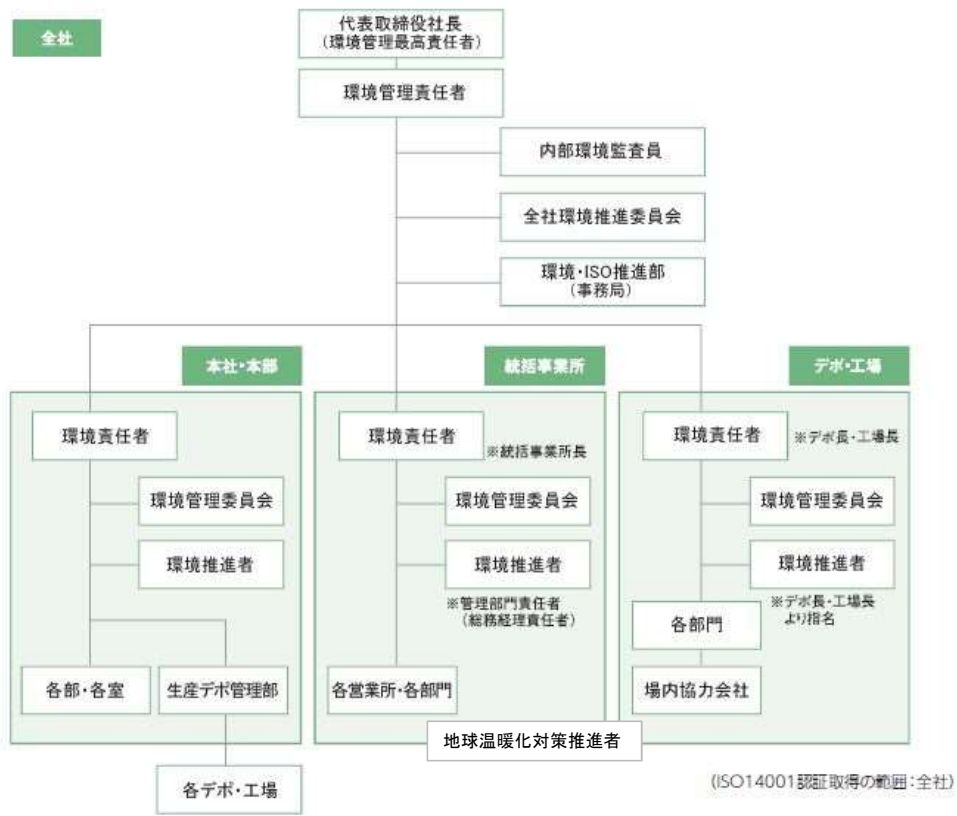 全社
代表取締役社長
(環境管理最高責任者)
環境管理責任者
内部環境監査員
全社環境推進委員会
環境・ISO推進部
(事務局)
本社・本部
環境責任者
環境管理委員会
環境推進者
各部・各室
生産デポ管理部
各デポ・工場
統括事業所
環境責任者
※統括事業所長
環境管理委員会
環境推進者
※管理部門責任者
(総務経理責任者)
各営業所・各部門
デポ・工場
環境責任者
※デポ長・工場長
環境管理委員会
環境推進者
※デポ長・工場長
より指名
各部門
場内協力会社
地球温暖化対策推進者
(ISO14001認証取得の範囲:全社)